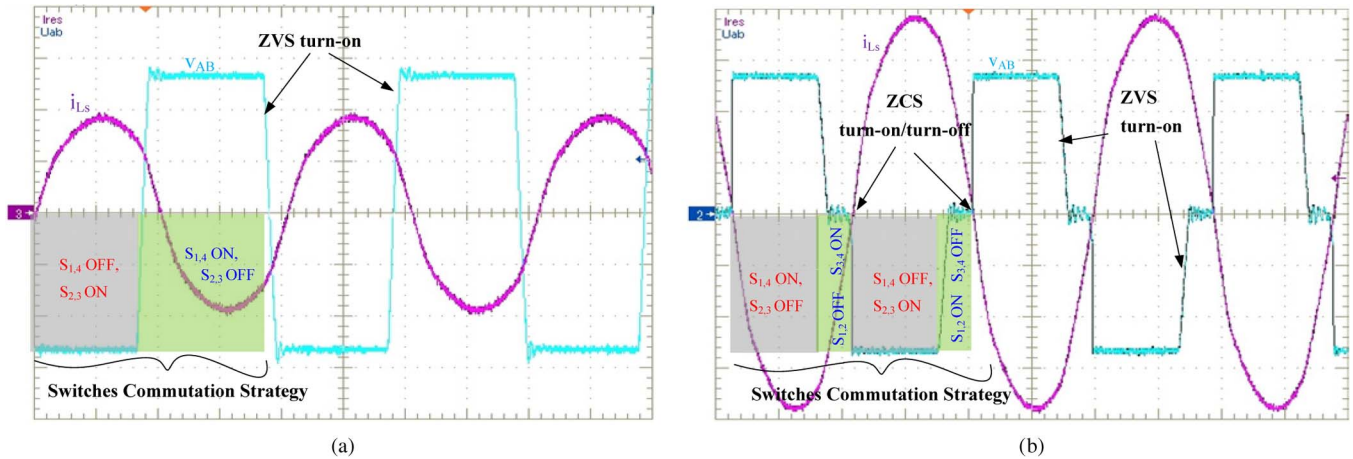 Ires
Uab
ZVS turn-on
vAB
iLs
3
S1,4 OFF,
S2,3 ON
S1,4 ON,
S2,3 OFF
Switches Commutation Strategy
(a)
Ires
Uab
iLs
vAB
ZCS
turn-on/turn-off
ZVS
turn-on
2
S1,4 ON,
S2,3 OFF
S1,2 OFF S3,4 ON
S1,4 OFF,
S2,3 ON
S1,2 ON S3,4 OFF
Switches Commutation Strategy
(b)